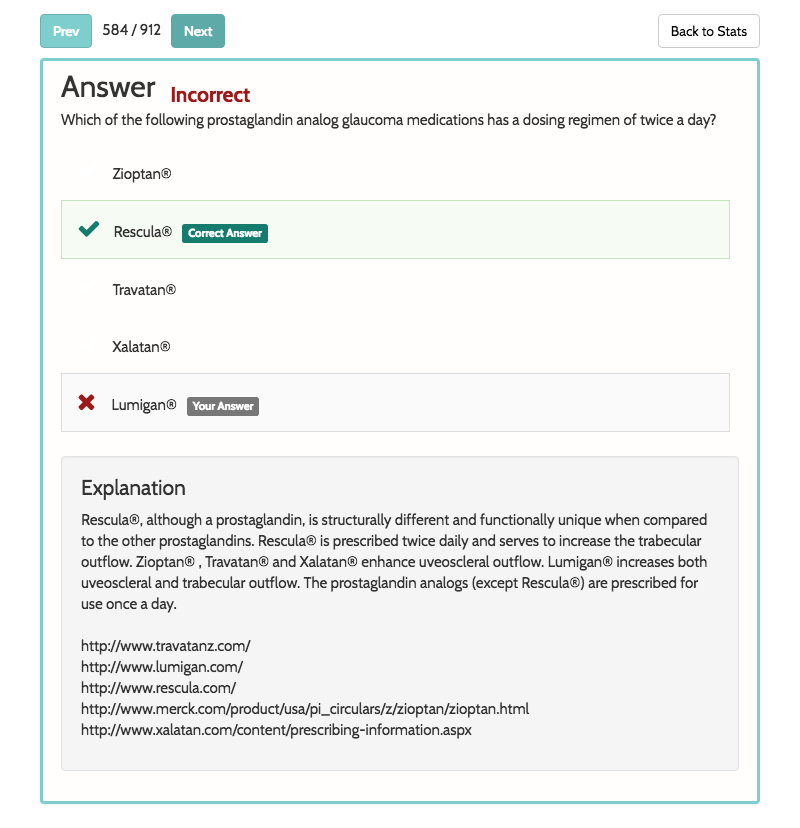 Prev 584 / 912 Next Back to Stats
Answer Incorrect
Which of the following prostaglandin analog glaucoma medications has a dosing regimen of twice a day?
Zioptan®
Rescula® Correct Answer
Travatan®
Xalatan®
Lumigan® Your Answer
Explanation
Rescula®, although a prostaglandin, is structurally different and functionally unique when compared
to the other prostaglandins. Rescula® is prescribed twice daily and serves to increase the trabecular
outflow. Zioptan® , Travatan® and Xalatan® enhance uveoscleral outflow. Lumigan® increases both
uveoscleral and trabecular outflow. The prostaglandin analogs (except Rescula®) are prescribed for
use once a day.
http://www.travatanz.com/
http://www.lumigan.com/
http://www.rescula.com/
http://www.merck.com/product/usa/pi_circulars/z/zioptan/zioptan.html
http://www.xalatan.com/content/prescribing-information.aspx